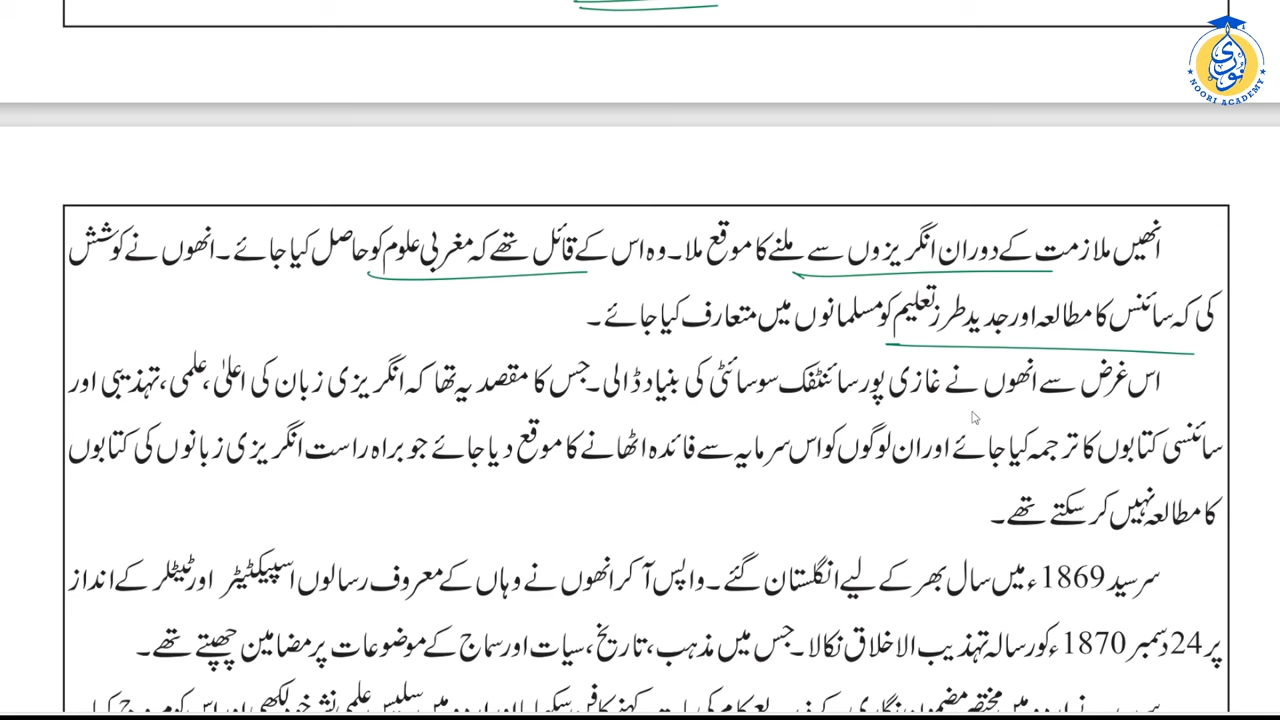 نوری
NOORI ACADEMY
انھیں ملازمت کے دوران انگریزوں سے ملنے کا موقع ملا۔ وہ اس کے قائل تھے کہ مغربی علوم کو حاصل کیا جائے۔ انھوں نے کوشش
کی کہ سائنس کا مطالعہ اور جدید طرز تعلیم کو مسلمانوں میں متعارف کیا جائے۔
اس غرض سے انھوں نے غازی پور سائنٹفک سوسائٹی کی بنیاد ڈالی۔ جس کا مقصد یہ تھا کہ انگریزی زبان کی اعلیٰ، علمی، تہذیبی اور
سائنسی کتابوں کا ترجمہ کیا جائے اور ان لوگوں کو اس سرمایہ سے فائدہ اٹھانے کا موقع دیا جائے جو براہ راست انگریزی زبانوں کی کتابوں
کا مطالعہ نہیں کر سکتے تھے۔
سرسید 1869ء میں سال بھر کے لیے انگلستان گئے۔ واپس آ کر انھوں نے وہاں کے معروف رسالوں اسپیکٹیٹر اور ٹیٹلر کے انداز
پر 24 دسمبر 1870ء کو رسالہ تہذیب الاخلاق نکالا۔ جس میں مذہب، تاریخ، سیات اور سماج کے موضوعات پر مضامین چھپتے تھے۔